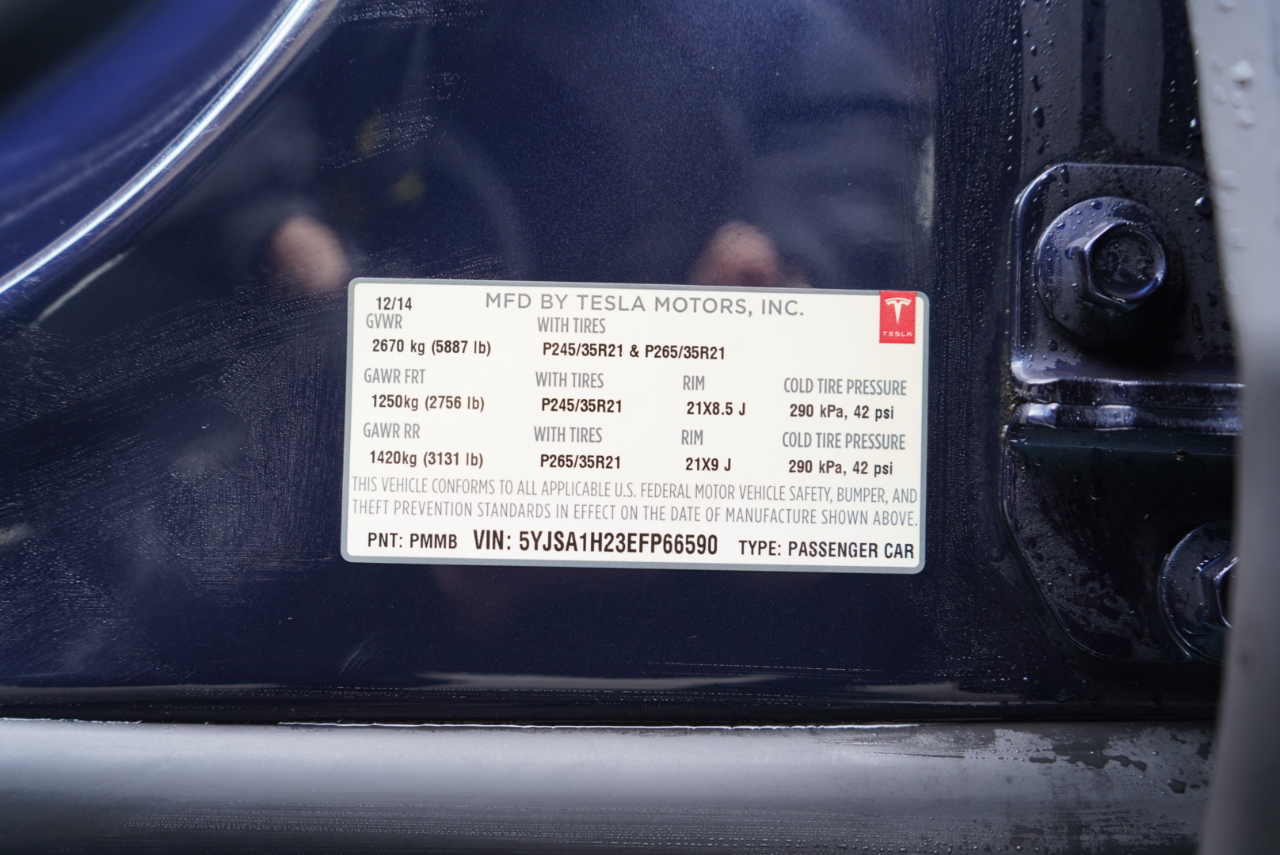 12/14 MFD BY TESLA MOTORS, INC.
TESLA
GVWR WITH TIRES
2670 kg (5887 lb) P245/35R21 & P265/35R21
GAWR FRT WITH TIRES RIM COLD TIRE PRESSURE
1250kg (2756 lb) P245/35R21 21X8.5 J 290 kPa, 42 psi
GAWR RR WITH TIRES RIM COLD TIRE PRESSURE
1420kg (3131 lb) P265/35R21 21X9 J 290 kPa, 42 psi
THIS VEHICLE CONFORMS TO ALL APPLICABLE U.S. FEDERAL MOTOR VEHICLE SAFETY, BUMPER, AND
THEFT PREVENTION STANDARDS IN EFFECT ON THE DATE OF MANUFACTURE SHOWN ABOVE.
PNT: PMMB VIN: 5YJSA1H23EFP66590 TYPE: PASSENGER CAR